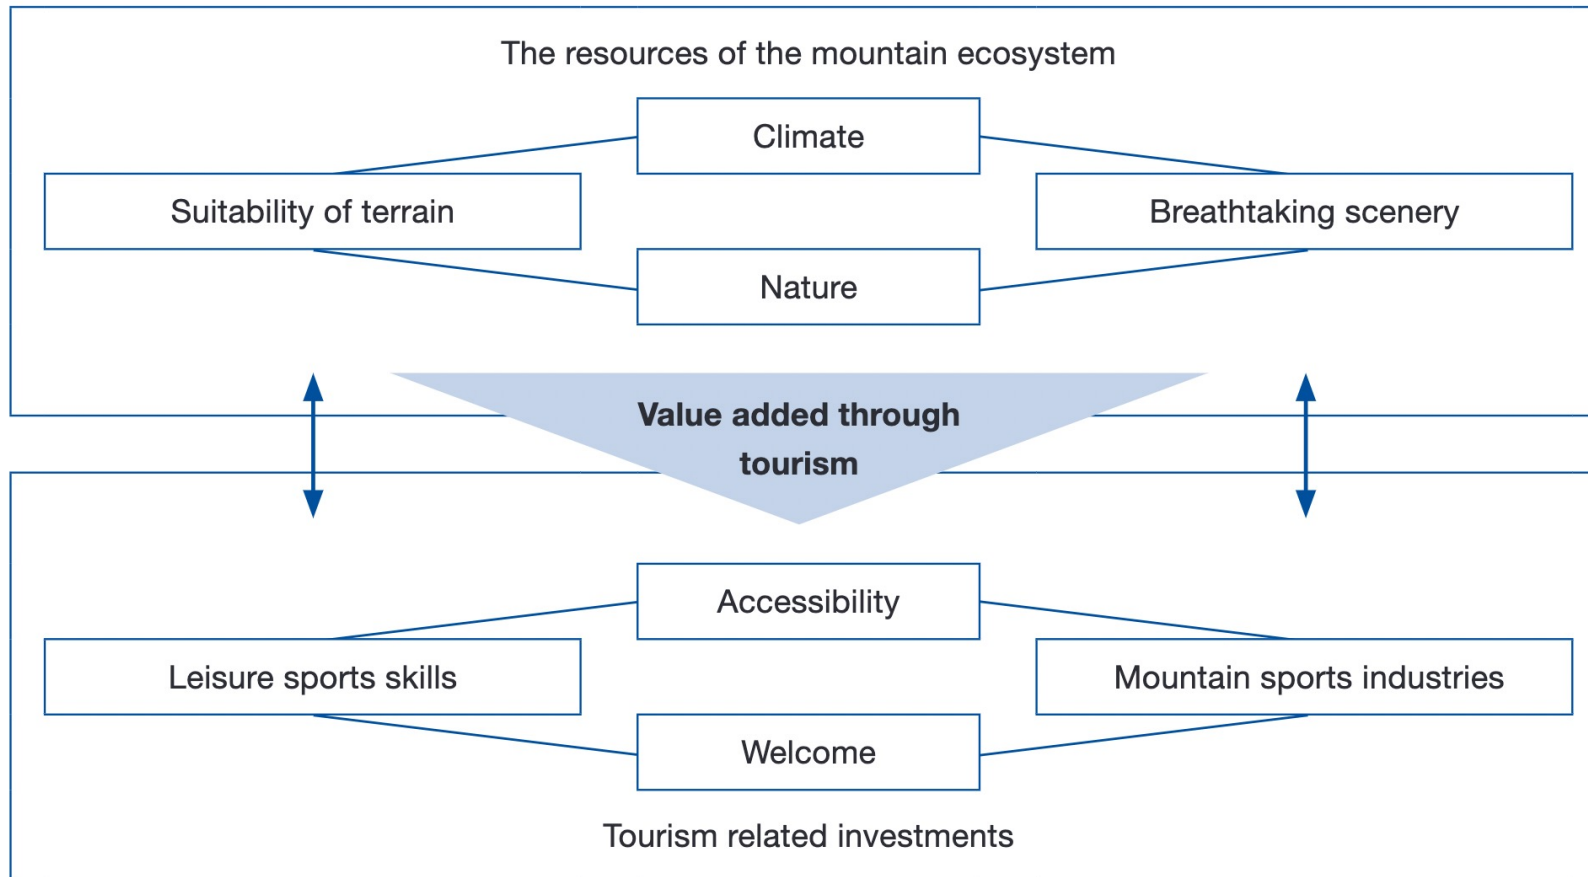 The resources of the mountain ecosystem
Climate
Suitability of terrain
Breathtaking scenery
Nature
Value added through
tourism
Accessibility
Leisure sports skills
Mountain sports industries
Welcome
Tourism related investments